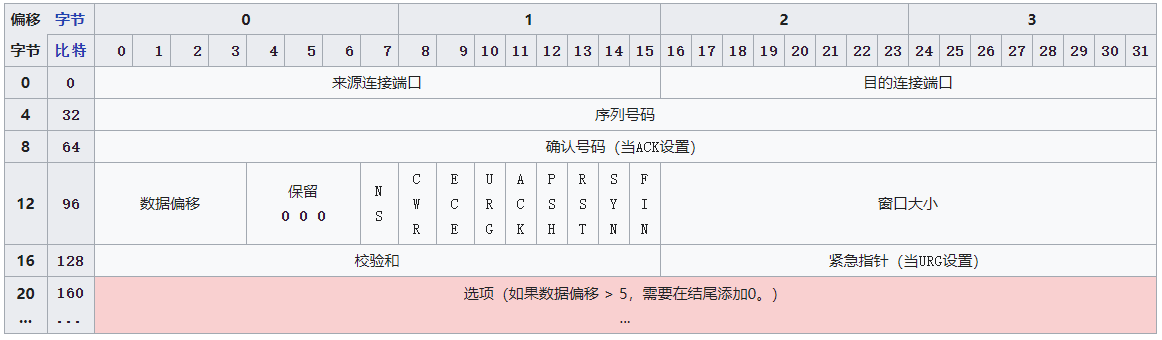 偏移 字节 0 1 2 3
字节 比特 0 1 2 3 4 5 6 7 8 9 10 11 12 13 14 15 16 17 18 19 20 21 22 23 24 25 26 27 28 29 30 31
0 0 来源连接端口 目的连接端口
4 32 序列号码
8 64 确认号码（当ACK设置）
12 96 数据偏移 保留 0 0 0 NS CWR ECE URG ACK PSH RST SYN FIN 窗口大小
16 128 校验和 紧急指针（当URG设置）
20 160 选项（如果数据偏移 > 5，需要在结尾添加0。）
... ... ...